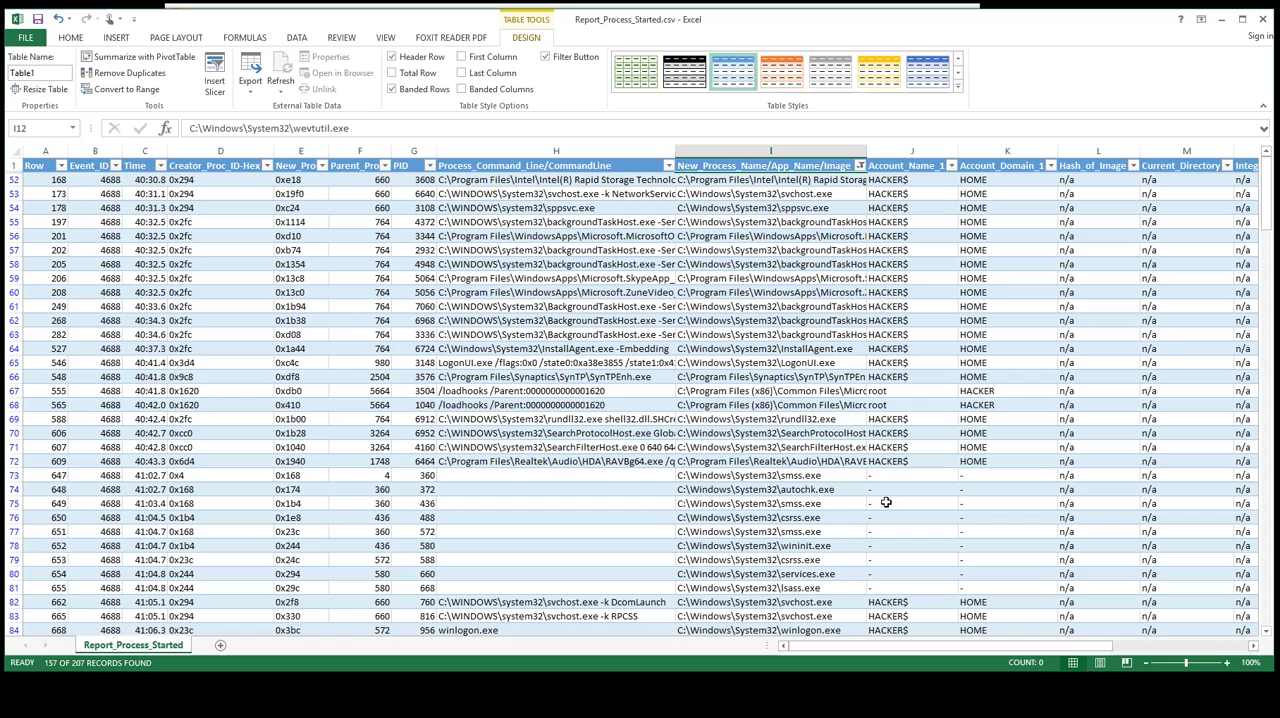 TABLE TOOLS Report_Process_Started.csv - Excel
FILE HOME INSERT PAGE LAYOUT FORMULAS DATA REVIEW VIEW FOXIT READER PDF DESIGN Sign in
Table Name: Summarize with PivotTable Properties Header Row First Column Filter Button
Table1 Remove Duplicates Insert Slicer Export Refresh Open in Browser Total Row Last Column
Resize Table Convert to Range Unlink Banded Rows Banded Columns
Properties Tools External Table Data Table Style Options Table Styles
I12 fx C:\Windows\System32\wevtutil.exe
A B C D E F G H I J K L M
1 Row Event_ID Time Creator_Proc_ID-Hex New_Pro Parent_Pro PID Process_Command_Line/CommandLine New_Process_Name/App_Name/Image Account_Name_1 Account_Domain_1 Hash_of_Image Current_Directory Integ
52 168 4688 40:30.8 0x294 0xe18 660 3608 C:\Program Files\Intel\Intel(R) Rapid Storage Technolo C:\Program Files\Intel\Intel(R) Rapid Storag HACKER$ HOME n/a n/a n/a
53 173 4688 40:31.1 0x294 0x19f0 660 6640 C:\WINDOWS\System32\svchost.exe -k NetworkServic C:\Windows\System32\svchost.exe HACKER$ HOME n/a n/a n/a
54 178 4688 40:31.3 0x294 0xc24 660 3108 C:\WINDOWS\system32\sppsvc.exe C:\Windows\System32\sppsvc.exe HACKER$ HOME n/a n/a n/a
55 197 4688 40:32.5 0x2fc 0x1114 764 4372 C:\WINDOWS\system32\backgroundTaskHost.exe -Ser C:\Windows\System32\backgroundTaskHost.e HACKER$ HOME n/a n/a n/a
56 201 4688 40:32.5 0x2fc 0xd10 764 3344 C:\Program Files\WindowsApps\Microsoft.MicrosoftO C:\Program Files\WindowsApps\Microsoft.M HACKER$ HOME n/a n/a n/a
57 202 4688 40:32.5 0x2fc 0xb74 764 2932 C:\WINDOWS\system32\backgroundTaskHost.exe -Ser C:\Windows\System32\backgroundTaskHost.e HACKER$ HOME n/a n/a n/a
58 205 4688 40:32.5 0x2fc 0x1354 764 4948 C:\WINDOWS\system32\backgroundTaskHost.exe -Ser C:\Windows\System32\backgroundTaskHost.e HACKER$ HOME n/a n/a n/a
59 206 4688 40:32.5 0x2fc 0x13c8 764 5064 C:\Program Files\WindowsApps\Microsoft.SkypeApp_ C:\Program Files\WindowsApps\Microsoft.S HACKER$ HOME n/a n/a n/a
60 208 4688 40:32.5 0x2fc 0x13c0 764 5056 C:\Program Files\WindowsApps\Microsoft.ZuneVideo_ C:\Program Files\WindowsApps\Microsoft.Z HACKER$ HOME n/a n/a n/a
61 249 4688 40:33.3 0x2fc 0x1b94 764 7060 C:\WINDOWS\System32\BackgroundTaskHost.exe -Ser C:\Windows\System32\backgroundTaskHost.e HACKER$ HOME n/a n/a n/a
62 268 4688 40:34.3 0x2fc 0x1b38 764 6968 C:\WINDOWS\system32\backgroundTaskHost.exe -Ser C:\Windows\System32\backgroundTaskHost.e HACKER$ HOME n/a n/a n/a
63 282 4688 40:34.6 0x2fc 0xd08 764 3336 C:\WINDOWS\system32\backgroundTaskHost.exe -Ser C:\Windows\System32\backgroundTaskHost.e HACKER$ HOME n/a n/a n/a
64 527 4688 40:37.3 0x2fc 0x1a44 764 6724 C:\Windows\System32\InstallAgent.exe -Embedding C:\Windows\System32\InstallAgent.exe HACKER$ HOME n/a n/a n/a
65 546 4688 40:41.4 0x3d4 0xc4c 980 3148 LogonUI.exe /flags:0x0 /state0:0xa38e3855 /state1:0x4 C:\Windows\System32\LogonUI.exe HACKER$ HOME n/a n/a n/a
66 548 4688 40:41.8 0x9c8 0xdf8 2504 3576 C:\Program Files\Synaptics\SynTP\SynTPEnh.exe C:\Program Files\Synaptics\SynTP\SynTPEn HACKER$ HOME n/a n/a n/a
67 555 4688 40:41.8 0x1620 0xdb0 5664 3504 /loadhooks /Parent:0000000000001620 C:\Program Files (x86)\Common Files\Micro root HACKER n/a n/a n/a
68 565 4688 40:42.0 0x1620 0x410 5664 1040 /loadhooks /Parent:0000000000001620 C:\Program Files (x86)\Common Files\Micro root HACKER n/a n/a n/a
69 588 4688 40:42.4 0x2fc 0x1b00 764 6912 C:\WINDOWS\System32\rundll32.exe shell32.dll,SHCre C:\Windows\System32\rundll32.exe HACKER$ HOME n/a n/a n/a
70 606 4688 40:42.7 0xcc0 0x1b28 3264 6952 C:\WINDOWS\system32\SearchProtocolHost.exe Globa C:\Windows\System32\SearchProtocolHost.e HACKER$ HOME n/a n/a n/a
71 607 4688 40:42.8 0xcc0 0x1040 3264 4160 C:\WINDOWS\system32\SearchFilterHost.exe 0 640 644 C:\Windows\System32\SearchFilterHost.exe HACKER$ HOME n/a n/a n/a
72 609 4688 40:43.3 0x6d4 0x1940 1748 6464 C:\Program Files\Realtek\Audio\HDA\RAVBg64.exe /q C:\Program Files\Realtek\Audio\HDA\RAVB HACKER$ HOME n/a n/a n/a
73 647 4688 41:02.7 0x4 0x168 4 360 C:\Windows\System32\smss.exe - - n/a n/a n/a
74 648 4688 41:02.7 0x168 0x174 360 372 C:\Windows\System32\autochk.exe - - n/a n/a n/a
75 649 4688 41:03.4 0x168 0x1b4 360 436 C:\Windows\System32\smss.exe - - n/a n/a n/a
76 650 4688 41:04.5 0x1b4 0x1e8 436 488 C:\Windows\System32\csrss.exe - - n/a n/a n/a
77 651 4688 41:04.7 0x168 0x23c 360 572 C:\Windows\System32\smss.exe - - n/a n/a n/a
78 652 4688 41:04.7 0x1b4 0x244 436 580 C:\Windows\System32\wininit.exe - - n/a n/a n/a
79 653 4688 41:04.7 0x23c 0x24c 572 588 C:\Windows\System32\csrss.exe - - n/a n/a n/a
80 654 4688 41:04.8 0x244 0x294 580 660 C:\Windows\System32\services.exe - - n/a n/a n/a
81 655 4688 41:04.8 0x244 0x29c 580 668 C:\Windows\System32\lsass.exe - - n/a n/a n/a
82 662 4688 41:05.1 0x294 0x2f8 660 760 C:\WINDOWS\system32\svchost.exe -k DcomLaunch C:\Windows\System32\svchost.exe HACKER$ HOME n/a n/a n/a
83 665 4688 41:05.1 0x294 0x330 660 816 C:\WINDOWS\system32\svchost.exe -k RPCSS C:\Windows\System32\svchost.exe HACKER$ HOME n/a n/a n/a
84 668 4688 41:06.3 0x23c 0x3bc 572 956 winlogon.exe C:\Windows\System32\winlogon.exe HACKER$ HOME n/a n/a n/a
Report_Process_Started
READY 157 OF 207 RECORDS FOUND COUNT: 0 100%